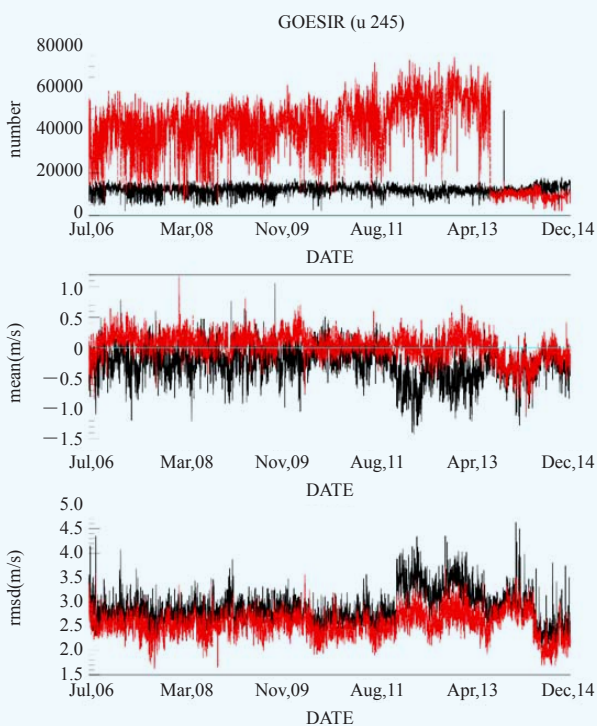 GOESIR (u 245)
80000
60000
40000
20000
0
number
Jul,06 Mar,08 Nov,09 Aug,11 Apr,13 Dec,14
DATE
1.0
0.5
0
−0.5
−1.0
−1.5
mean(m/s)
Jul,06 Mar,08 Nov,09 Aug,11 Apr,13 Dec,14
DATE
5.0
4.5
4.0
3.5
3.0
2.5
2.0
1.5
rmsd(m/s)
Jul,06 Mar,08 Nov,09 Aug,11 Apr,13 Dec,14
DATE